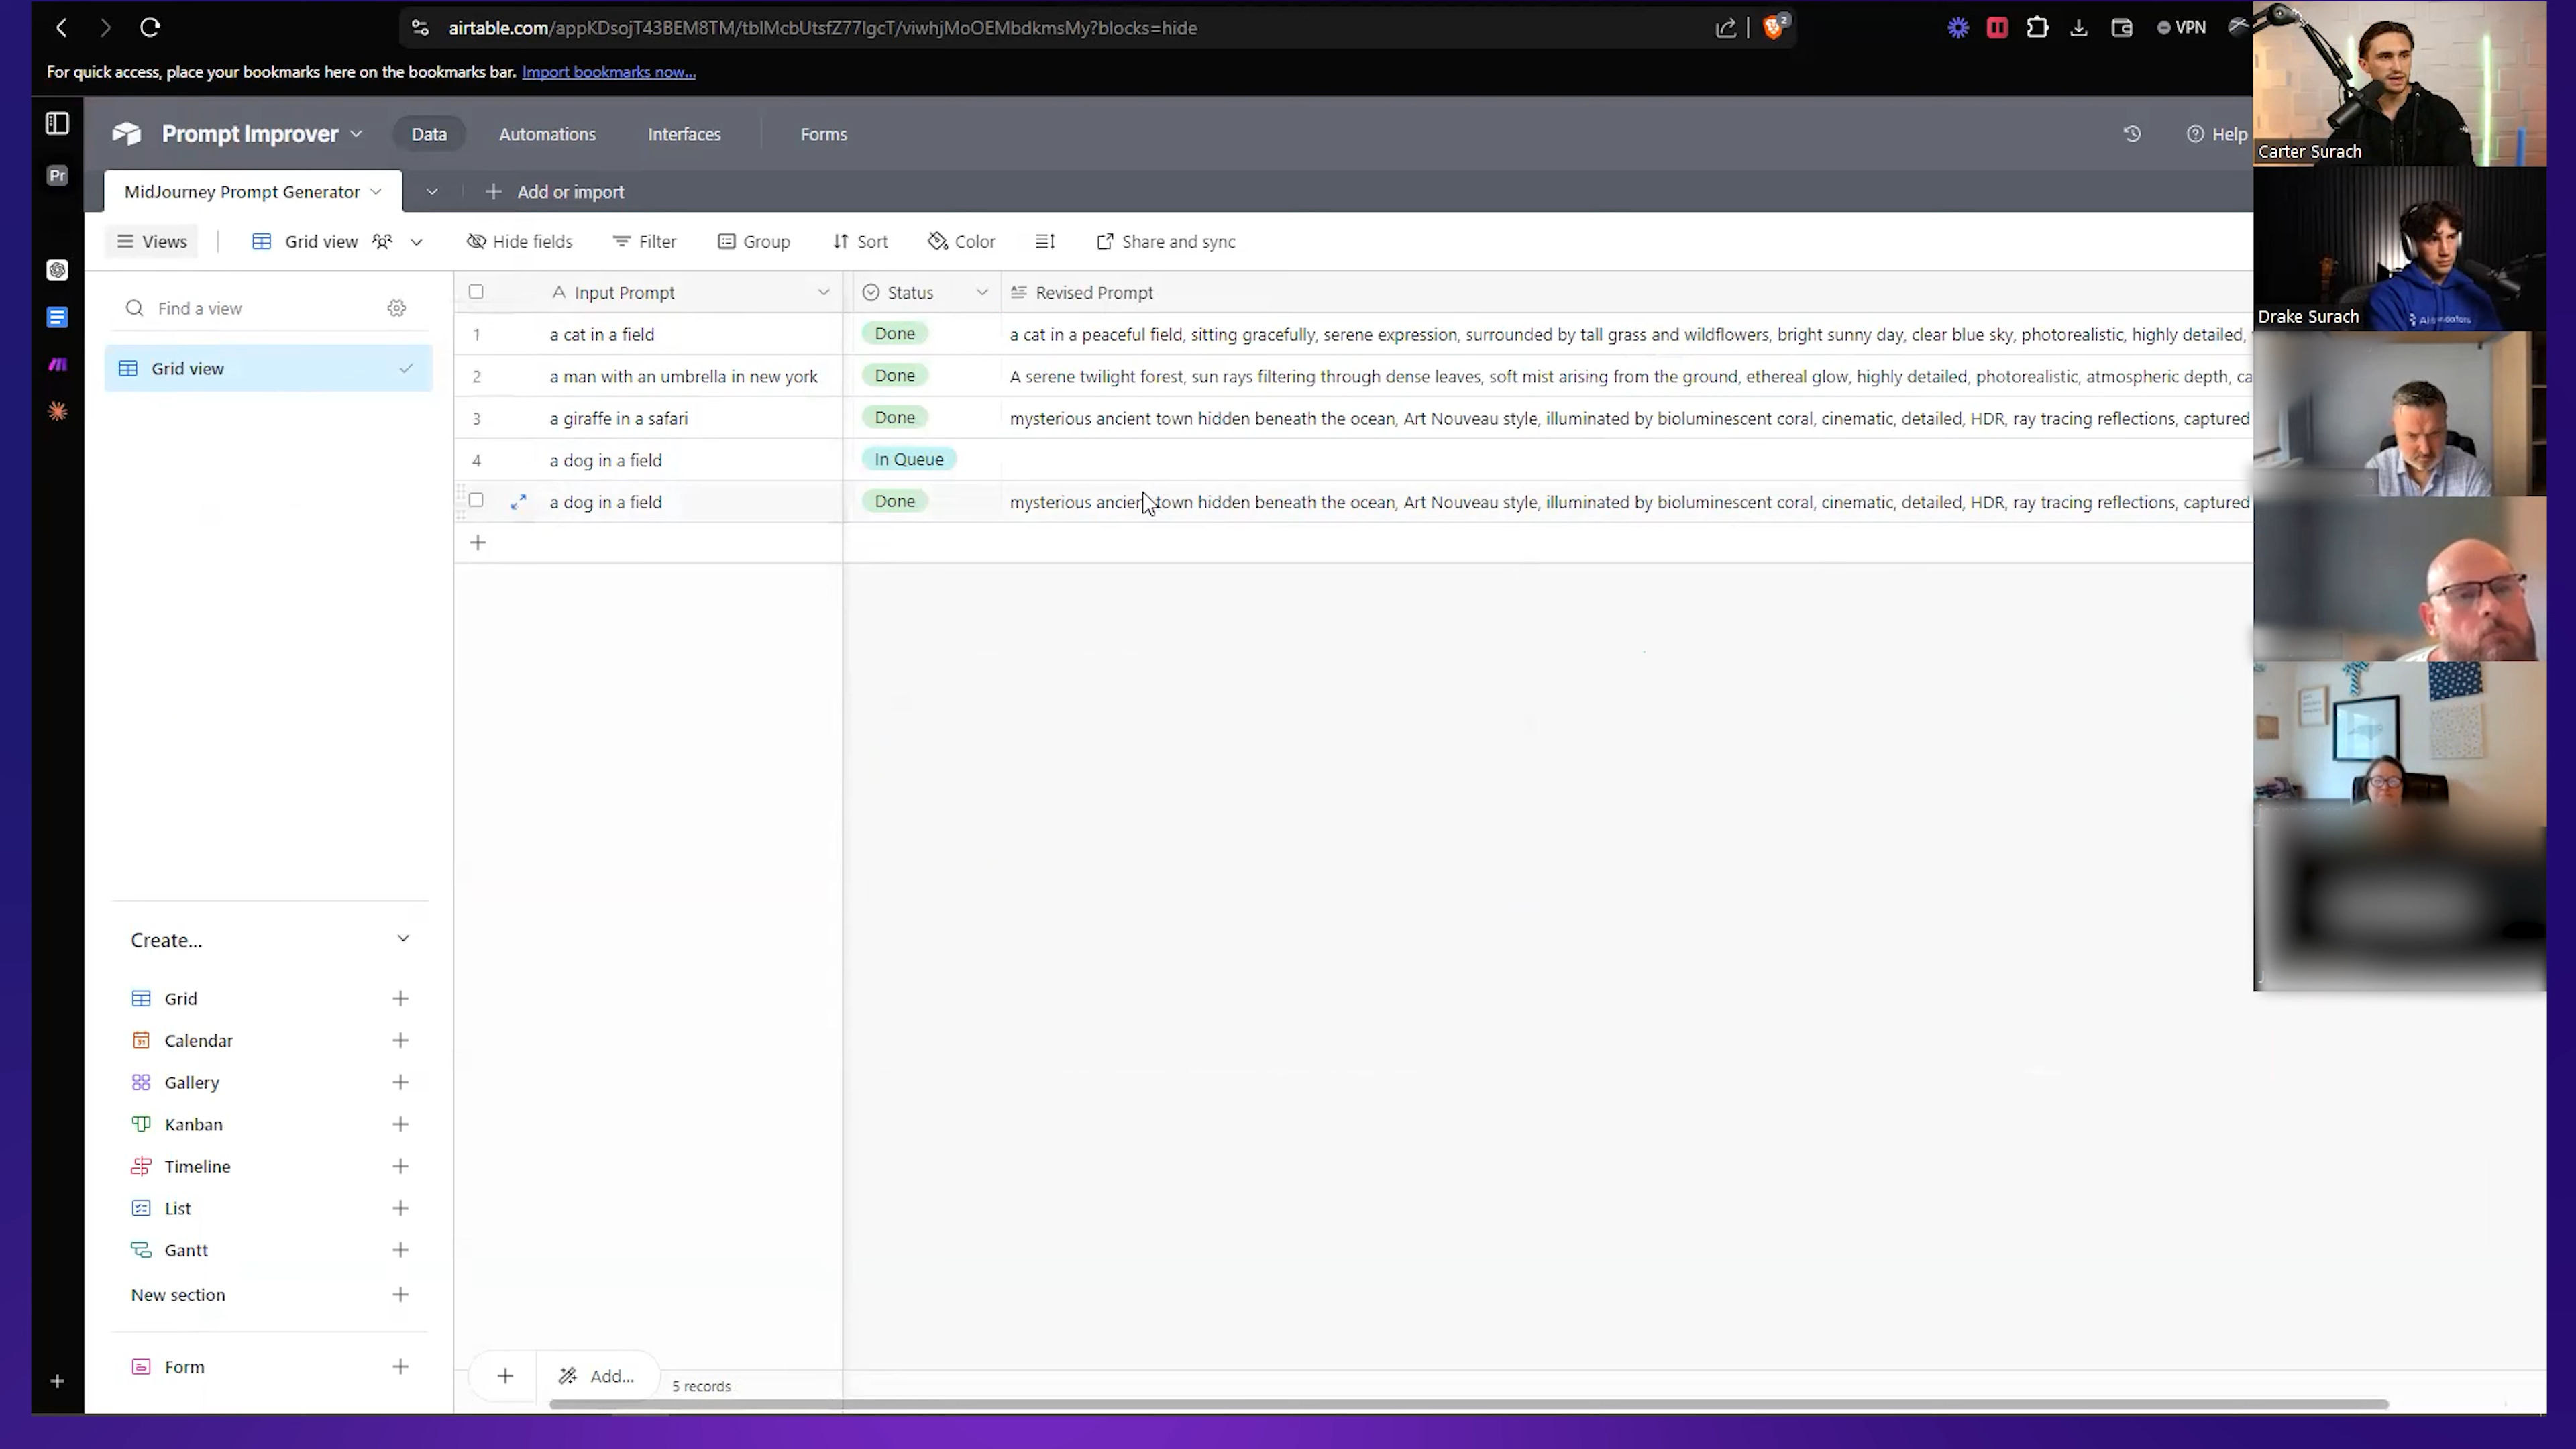 airtable.com/appKDsojT43BEM8TM/tblMcbUtsfZ77IgcT/viwhjMoOEMbdkmsMy?blocks=hide
2
VPN
For quick access, place your bookmarks here on the bookmarks bar. Import bookmarks now...
Pr
Prompt Improver
Data
Automations
Interfaces
Forms
Help
Carter Surach
MidJourney Prompt Generator
Add or import
Views
Grid view
Hide fields
Filter
Group
Sort
Color
Share and sync
Drake Surach
Find a view
Grid view
Input Prompt
Status
Revised Prompt
1 a cat in a field Done a cat in a peaceful field, sitting gracefully, serene expression, surrounded by tall grass and wildflowers, bright sunny day, clear blue sky, photorealistic, highly detailed,
2 a man with an umbrella in new york Done A serene twilight forest, sun rays filtering through dense leaves, soft mist arising from the ground, ethereal glow, highly detailed, photorealistic, atmospheric depth, ca
3 a giraffe in a safari Done mysterious ancient town hidden beneath the ocean, Art Nouveau style, illuminated by bioluminescent coral, cinematic, detailed, HDR, ray tracing reflections, captured
4 a dog in a field In Queue
a dog in a field Done mysterious ancient town hidden beneath the ocean, Art Nouveau style, illuminated by bioluminescent coral, cinematic, detailed, HDR, ray tracing reflections, captured
Create...
Grid
Calendar
Gallery
Kanban
Timeline
List
Gantt
New section
Form
Add...
5 records